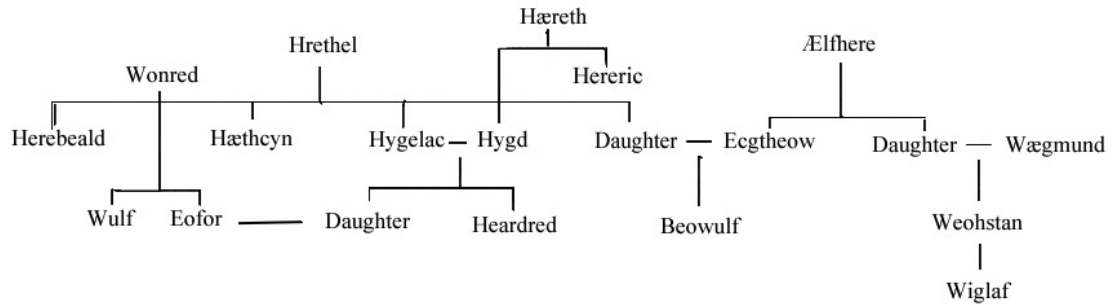 Hæreth
Hrethel
Ælfhere
Wonred
Hereric
Herebeald Hæthcyn Hygelac Hygd Daughter Ecgtheow Daughter Wægmund
Wulf Eofor Daughter Heardred Beowulf Weohstan
Wiglaf